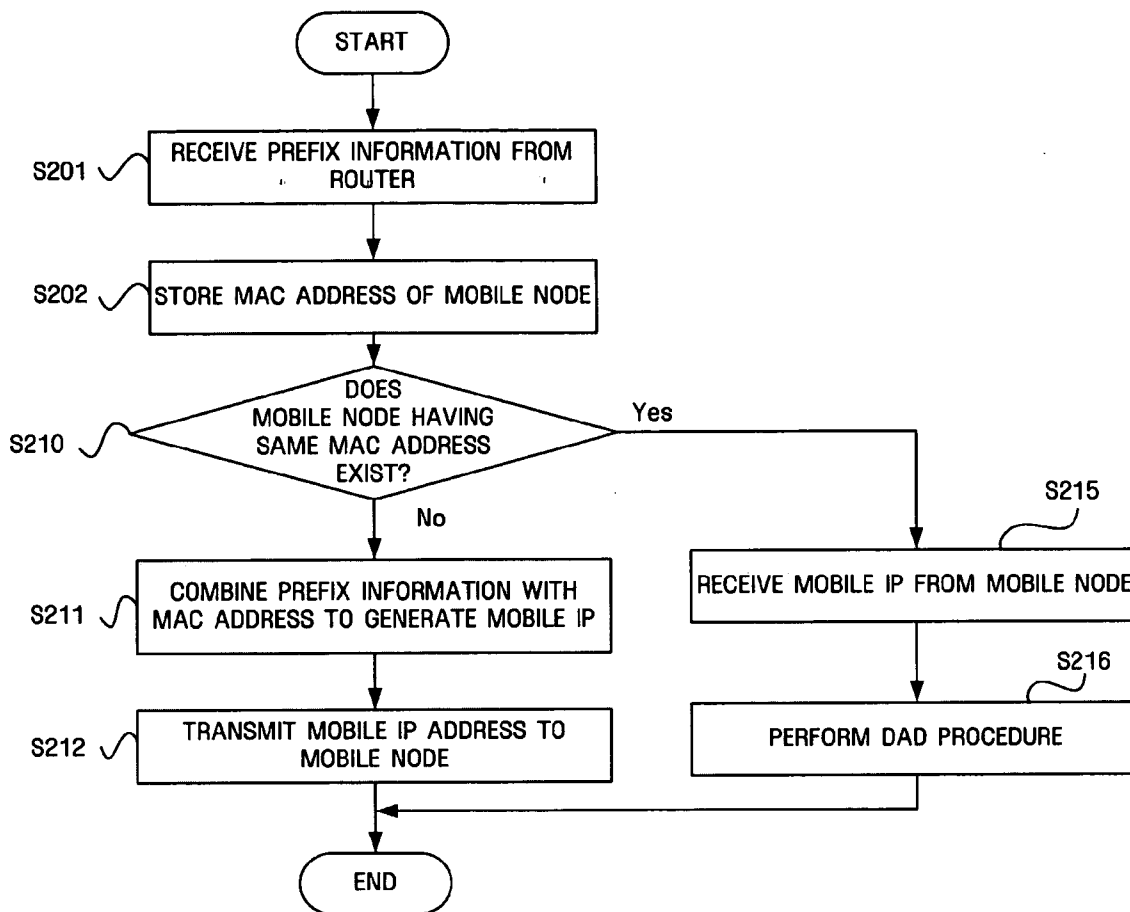 START
S201
RECEIVE PREFIX INFORMATION FROM
ROUTER
S202
STORE MAC ADDRESS OF MOBILE NODE
S210
DOES
MOBILE NODE HAVING
SAME MAC ADDRESS
EXIST?
Yes
No
S215
RECEIVE MOBILE IP FROM MOBILE NODE
S211
COMBINE PREFIX INFORMATION WITH
MAC ADDRESS TO GENERATE MOBILE IP
S216
PERFORM DAD PROCEDURE
S212
TRANSMIT MOBILE IP ADDRESS TO
MOBILE NODE
END